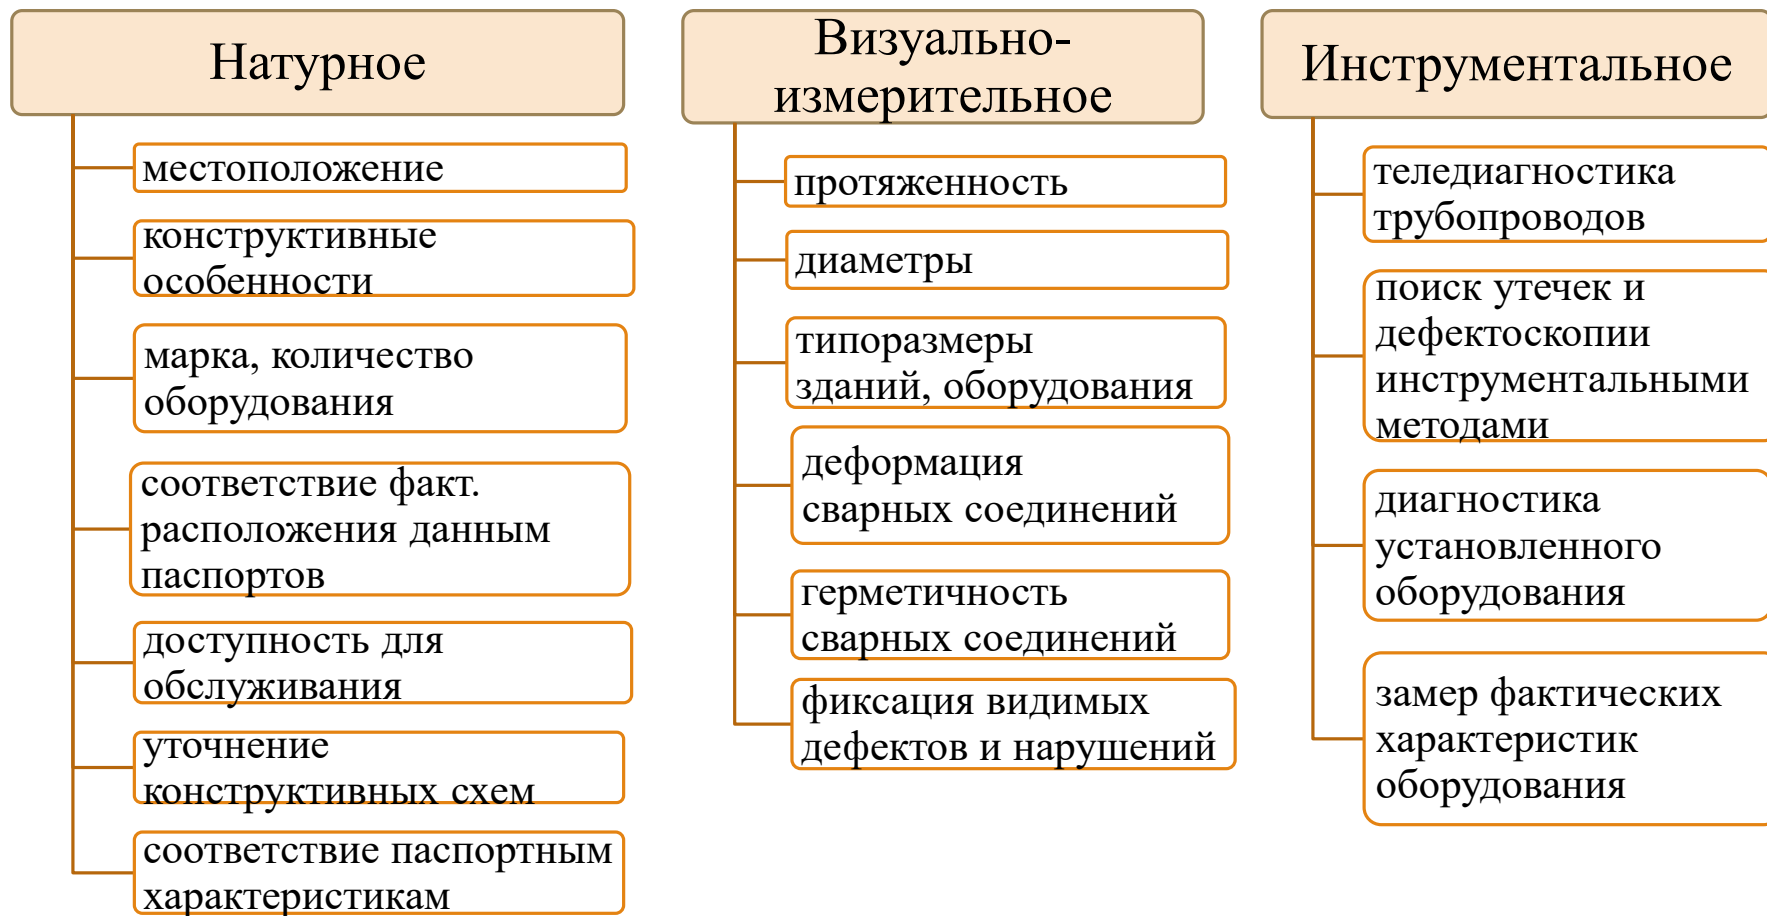 Натурное
местоположение
конструктивные
особенности
марка, количество
оборудования
соответствие факт.
расположения данным
паспортов
доступность для
обслуживания
уточнение
конструктивных схем
соответствие паспортным
характеристикам
Визуально-
измерительное
протяженность
диаметры
типоразмеры
зданий, оборудования
деформация
сварных соединений
герметичность
сварных соединений
фиксация видимых
дефектов и нарушений
Инструментальное
теледиагностика
трубопроводов
поиск утечек и
дефектоскопии
инструментальными
методами
диагностика
установленного
оборудования
замер фактических
характеристик
оборудования